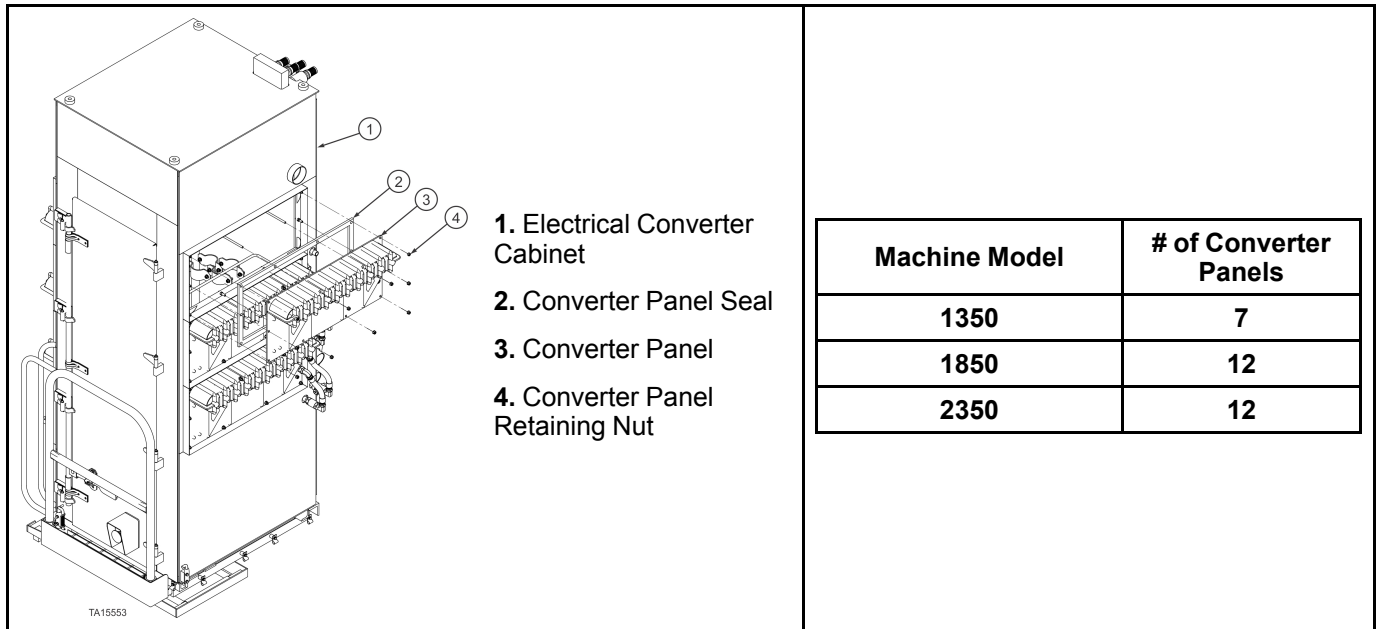 1
2
3
4
TA15553
1. Electrical Converter
Cabinet
2. Converter Panel Seal
3. Converter Panel
4. Converter Panel
Retaining Nut
Machine Model # of Converter
Panels
1350 7
1850 12
2350 12